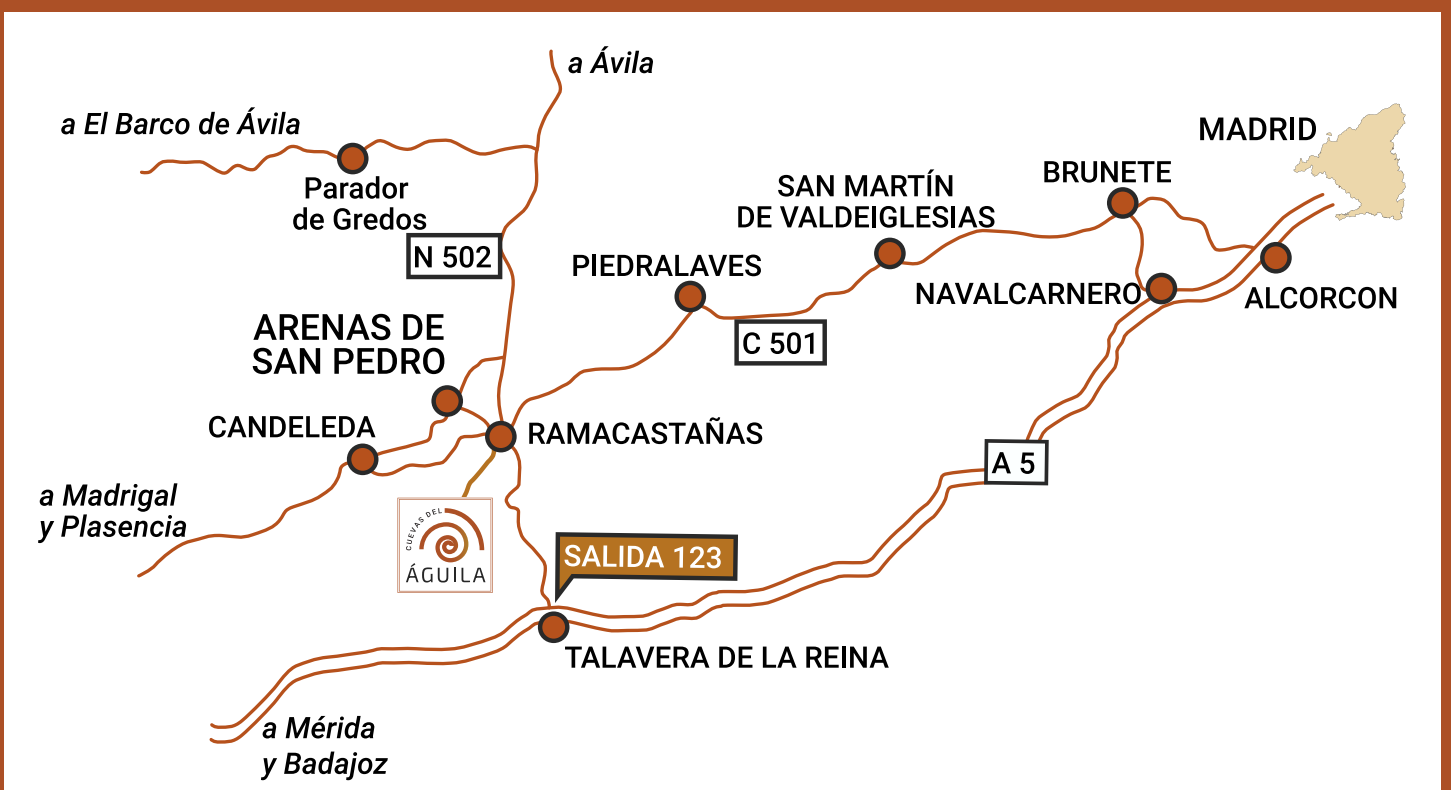 a Ávila
a El Barco de Ávila
MADRID
Parador
de Gredos
SAN MARTÍN
DE VALDEIGLESIAS
BRUNETE
N 502
PIEDRALAVES
NAVALCARNERO
ALCORCON
C 501
ARENAS DE
SAN PEDRO
CANDELEDA
RAMACASTAÑAS
A 5
a Madrigal
y Plasencia
CUEVAS DEL
ÁGUILA
SALIDA 123
TALAVERA DE LA REINA
a Mérida
y Badajoz